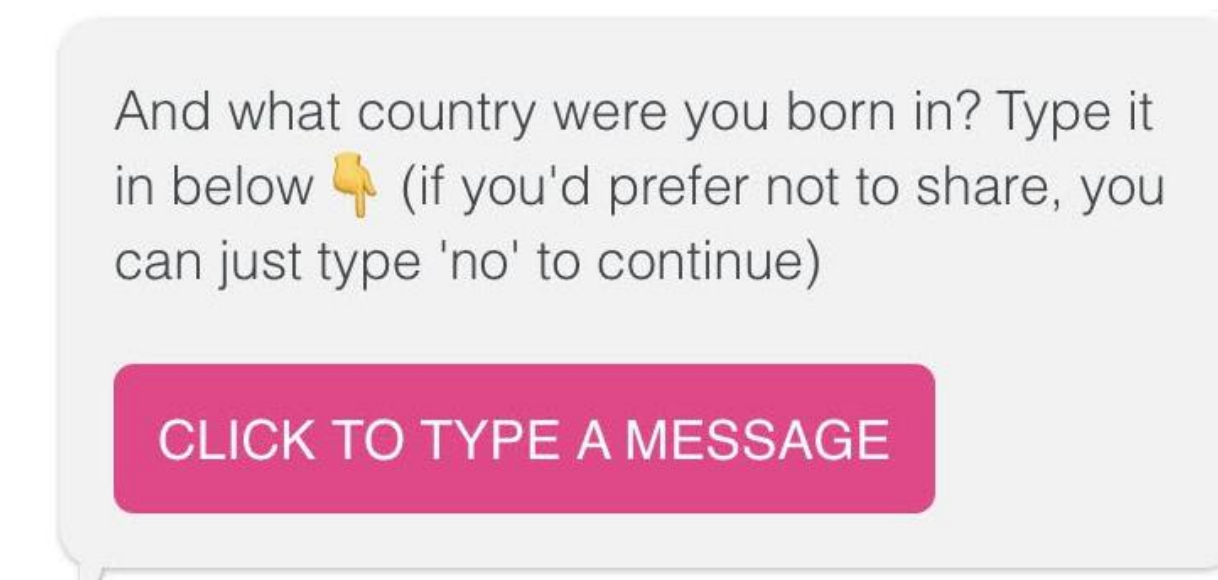 And what country were you born in? Type it
in below 👇 (if you'd prefer not to share, you
can just type 'no' to continue)
CLICK TO TYPE A MESSAGE